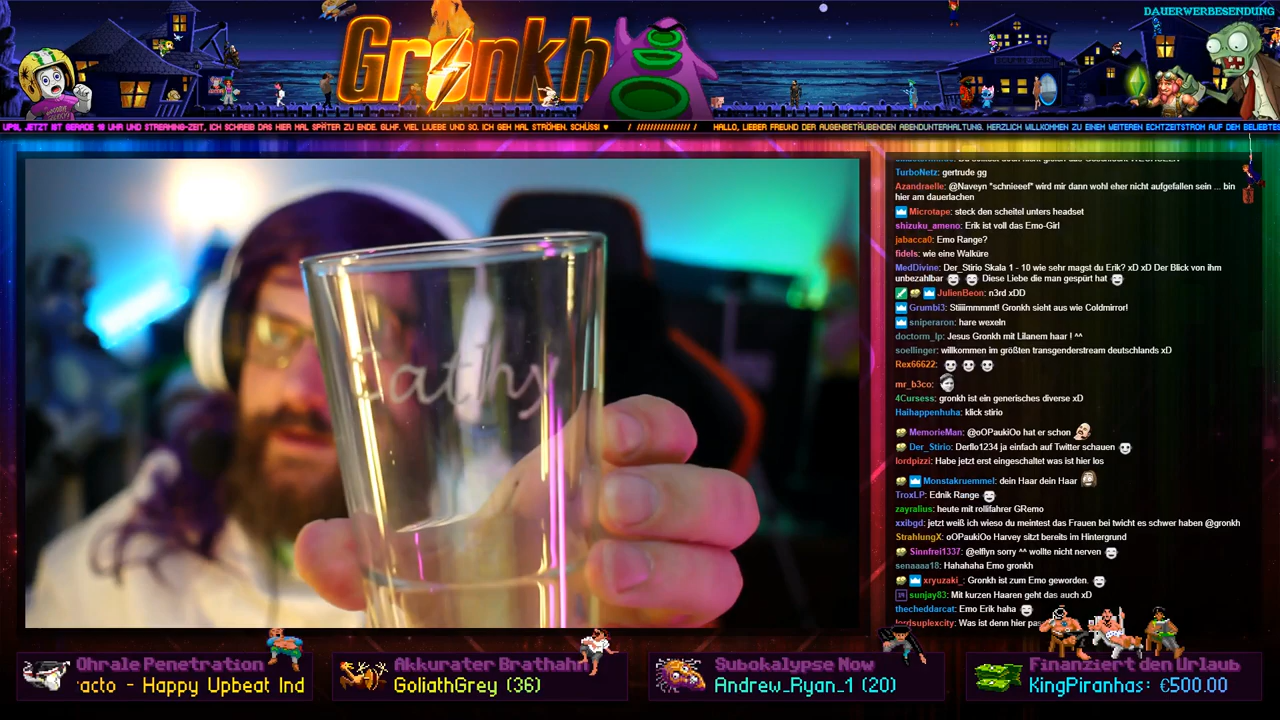 DAUERWERBESENDUNG
Gronkh
UPS, JETZT IST GERADE 18 UHR UND STREAMING-ZEIT, ICH SCHREIB DAS HIER MAL SPÄTER ZU ENDE. GLHF. VIEL LIUEBE UND SO. ICH GEH MAL STRÖMEN. SCHÜSSI ♥ / //////////////// / HALLO, LIEBER FREUND DER AUGENBETÄUBENDEN ABENDUNTERHALTUNG. HERZLICH WILLKOMMEN ZU EINEM WEITEREN ECHTZEITSTROM AUF DEM BELIEBTES
Cathy
TurboNetz: gertrude gg
Azandraelle: @Naveyn "schnieeef" wird mir dann wohl eher nicht aufgefallen sein ... bin
hier am dauerlachen
Microtape: steck den scheitel unters headset
shizuku_ameno: Erik ist voll das Emo-Girl
jabacca0: Emo Range?
fidels: wie eine Walküre
MedDivine: Der_Stirio Skala 1 - 10 wie sehr magst du Erik? xD xD Der Blick von ihm
unbezahlbar Diese Liebe die man gespürt hat
JulienBeon: n3rd xDD
Grumbi3: Stiiimmmmt! Gronkh sieht aus wie Coldmirror!
sniperaron: hare wexeln
doctorm_lp: Jesus Gronkh mit Lilanem haar ! ^^
soellinger: willkommen im größten transgenderstream deutschlands xD
Rex66622:
mr_b3co:
4Cursess: gronkh ist ein generisches diverse xD
Haihappenhuha: klick stirio
MemorieMan: @oOPaukiOo hat er schon
Der_Stirio: Derflo1234 ja einfach auf Twitter schauen
lordpizzi: Habe jetzt erst eingeschaltet was ist hier los
Monstakruemmel: dein Haar dein Haar
TroxLP: Ednik Range
zayralius: heute mit rollifahrer GRemo
xxibgd: jetzt weiß ich wieso du meintest das Frauen bei twicht es schwer haben @gronkh
StrahlungX: oOPaukiOo Harvey sitzt bereits im Hintergrund
Sinnfrei1337: @elflyn sorry ^^ wollte nicht nerven
senaaaa18: Hahahaha Emo gronkh
xryuzaki_: Gronkh ist zum Emo geworden.
sunjay83: Mit kurzen Haaren geht das auch xD
thecheddarcat: Emo Erik haha
lordsuplexcity: Was ist denn hier
Ohrale Penetration
acto - Happy Upbeat Ind
Akkurater Brathahn
GoliathGrey (36)
Subokalypse Now
Andrew_Ryan_1 (20)
Finanziert den Urlaub
KingPiranhas: €500.00